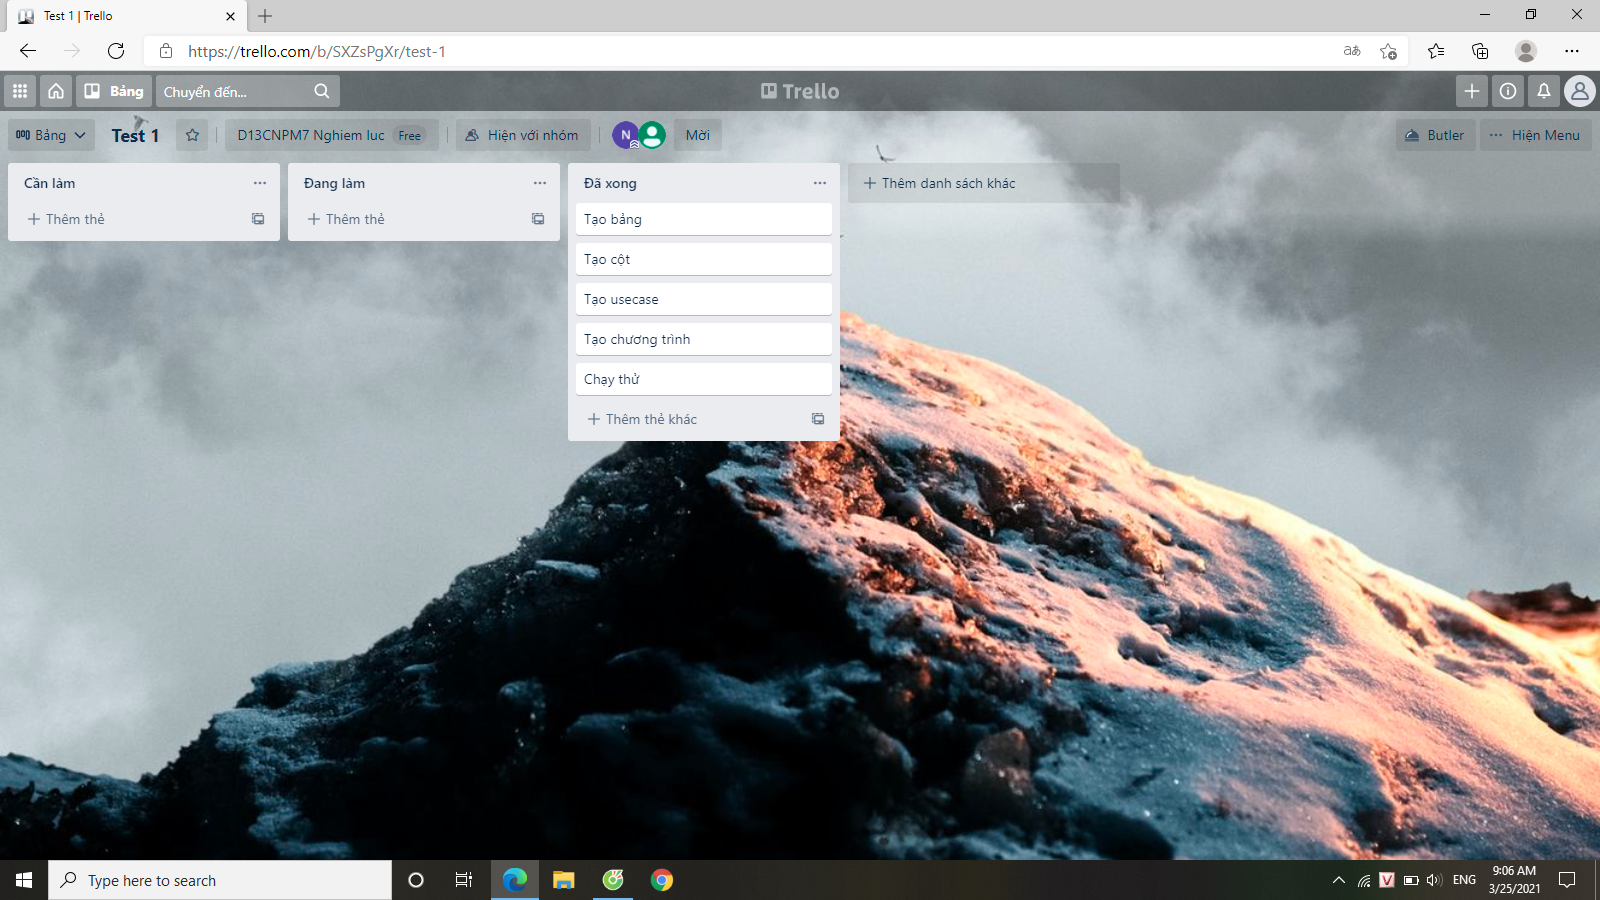 Test 1 | Trello
https://trello.com/b/SXZsPgXr/test-1
Bảng
Chuyển đến...
Trello
Bảng
Test 1
D13CNPM7 Nghiem luc Free
Hiện với nhóm
N
Mời
Butler
Hiện Menu
Cần làm
Thêm thẻ
Đang làm
Thêm thẻ
Đã xong
Tạo bảng
Tạo cột
Tạo usecase
Tạo chương trình
Chạy thử
Thêm thẻ khác
Thêm danh sách khác
Type here to search
V
ENG
9:06 AM
3/25/2021